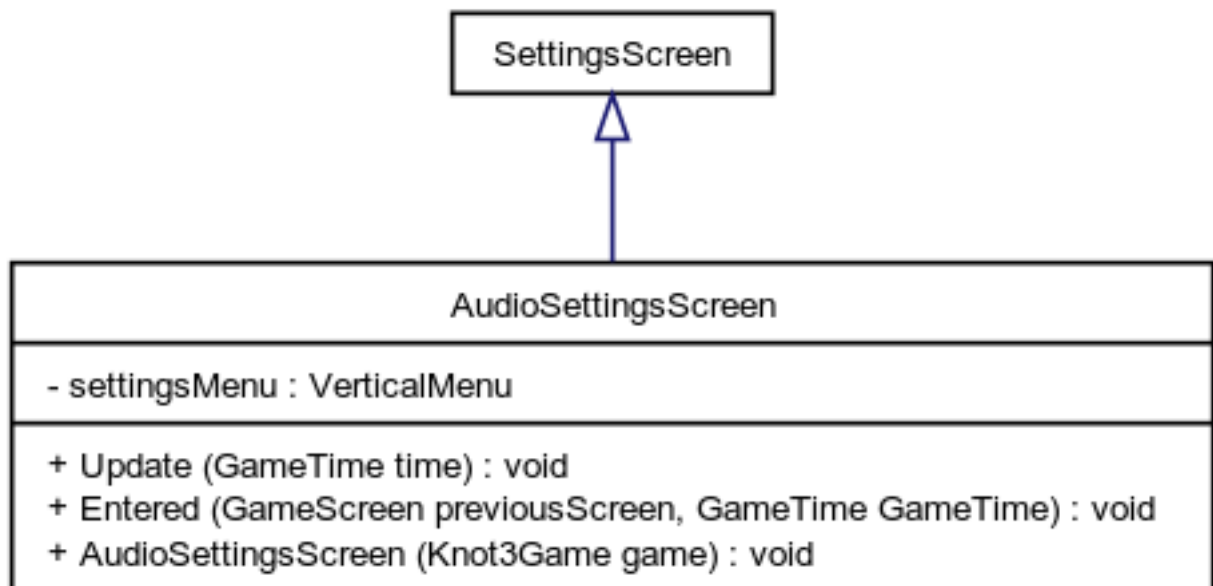 SettingsScreen
AudioSettingsScreen
- settingsMenu : VerticalMenu
+ Update (GameTime time) : void
+ Entered (GameScreen previousScreen, GameTime GameTime) : void
+ AudioSettingsScreen (Knot3Game game) : void